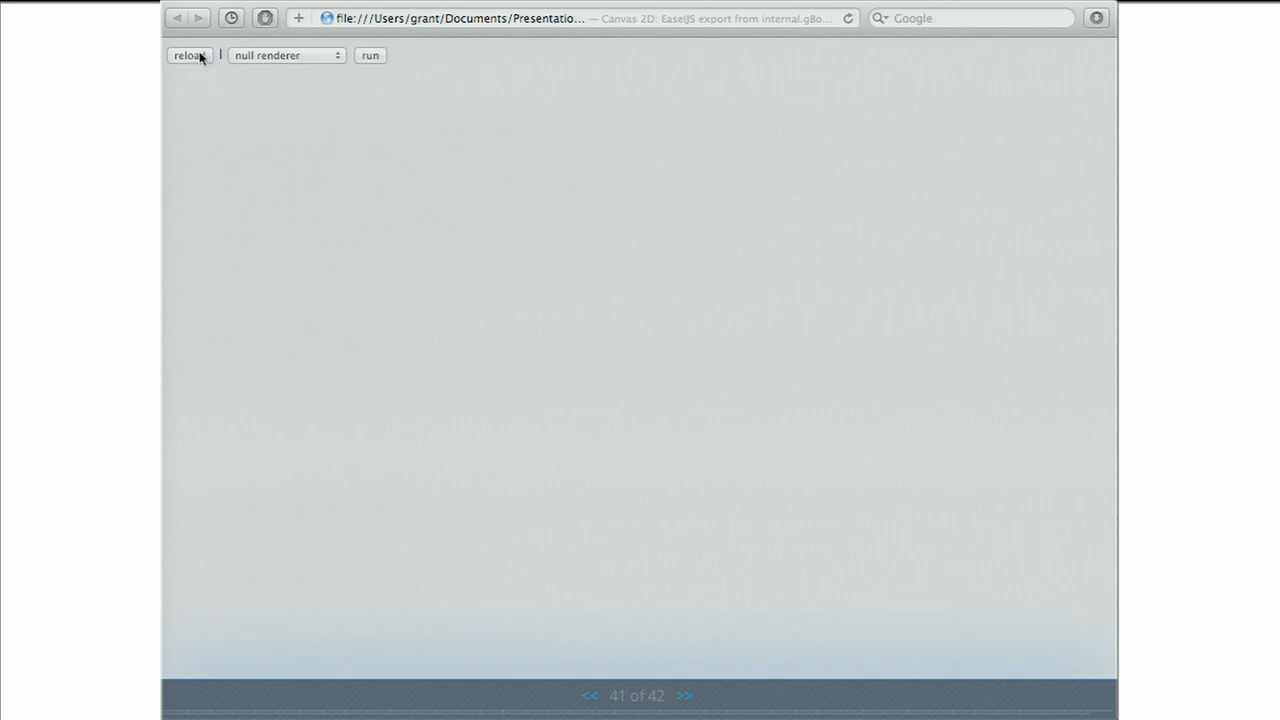 file:///Users/grant/Documents/Presentatio... — Canvas 2D: EaselJS export from internal.g8o... Google
reload | null renderer run
<< 41 of 42 >>